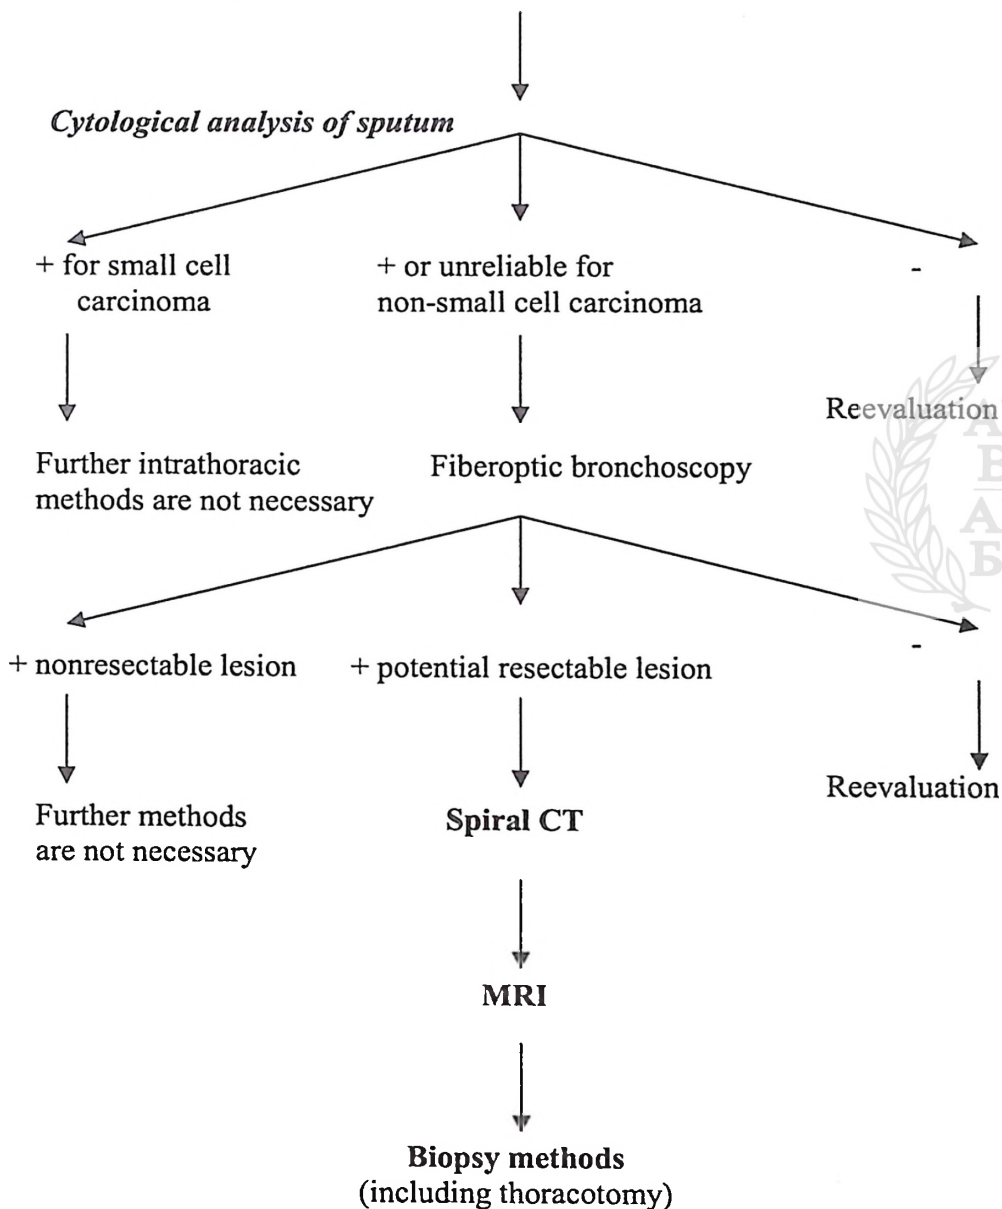 Cytological analysis of sputum
+ for small cell
carcinoma
+ or unreliable for
non-small cell carcinoma
-
Reevaluation
Further intrathoracic
methods are not necessary
Fiberoptic bronchoscopy
+ nonresectable lesion
+ potential resectable lesion
-
Reevaluation
Further methods
are not necessary
Spiral CT
MRI
Biopsy methods
(including thoracotomy)